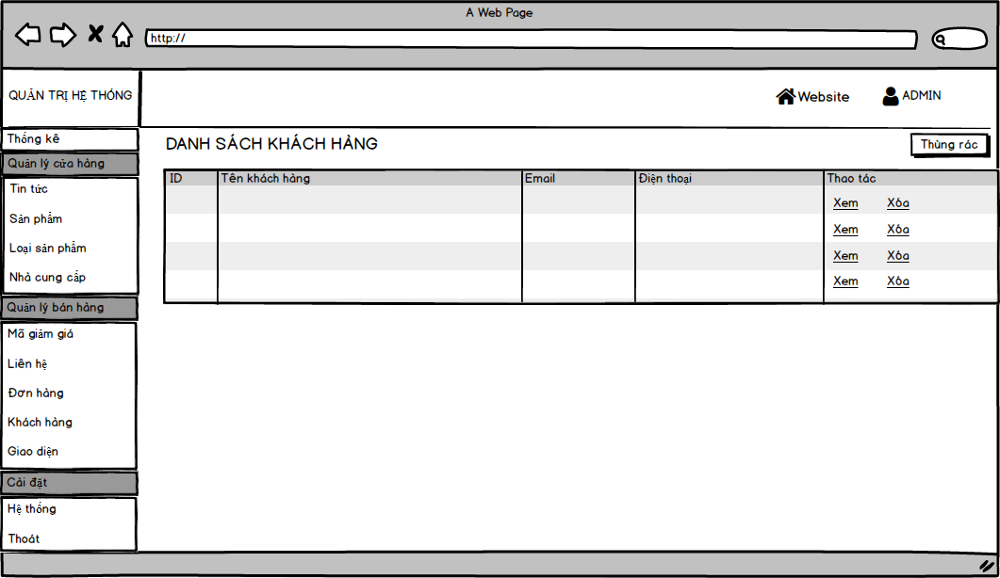 A Web Page
http://
QUẢN TRỊ HỆ THỐNG
Website
ADMIN
Thống kê
Quản lý cửa hàng
Tin tức
Sản phẩm
Loại sản phẩm
Nhà cung cấp
Quản lý bán hàng
Mã giảm giá
Liên hệ
Đơn hàng
Khách hàng
Giao diện
Cài đặt
Hệ thống
Thoát
DANH SÁCH KHÁCH HÀNG
Thùng rác
ID Tên khách hàng Email Điện thoại Thao tác
Xem Xóa
Xem Xóa
Xem Xóa
Xem Xóa